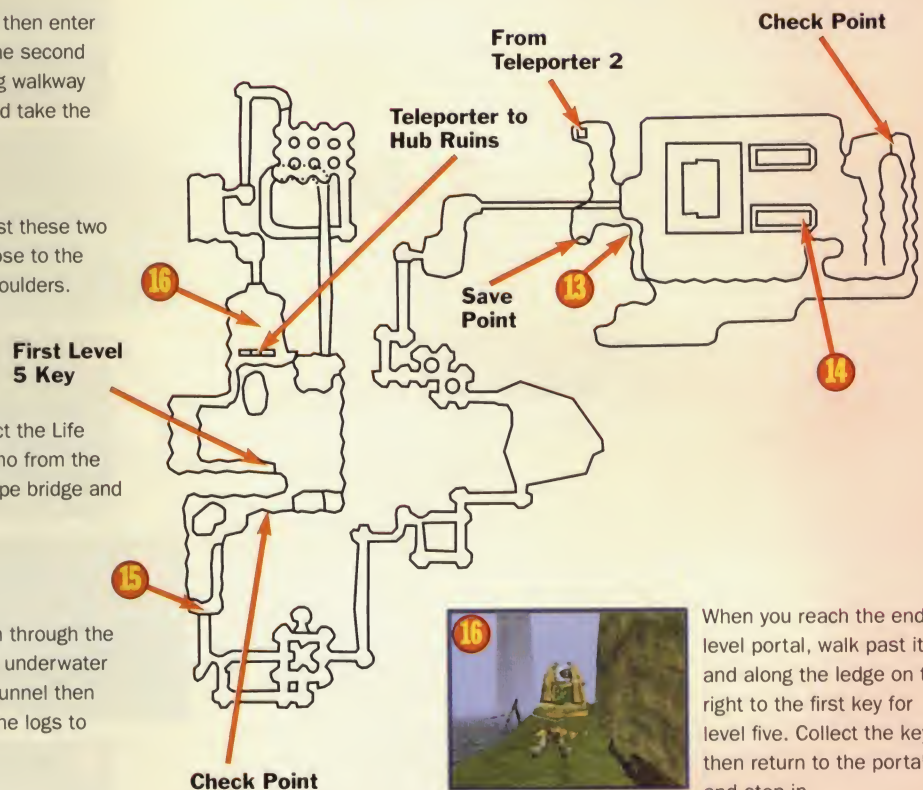 then enter
the second
walkway
d take the
st these two
ose to the
oulders.
ct the Life
no from the
pe bridge and
through the
underwater
unnel then
ne logs to
From
Teleporter 2
Check Point
Teleporter to
Hub Ruins
16
Save
Point
13
14
First Level
5 Key
15
Check Point
16
When you reach the end
level portal, walk past it
and along the ledge on t
right to the first key for
level five. Collect the key
then return to the porta